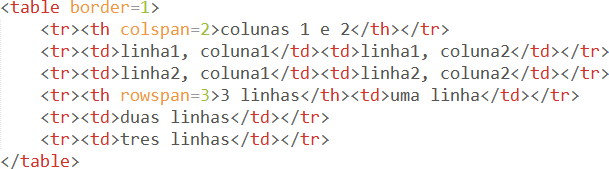 <table border=1>
<tr><th colspan=2>colunas 1 e 2</th></tr>
<tr><td>linha1, coluna1</td><td>linha1, coluna2</td></tr>
<tr><td>linha2, coluna1</td><td>linha2, coluna2</td></tr>
<tr><th rowspan=3>3 linhas</th><td>uma linha</td></tr>
<tr><td>duas linhas</td></tr>
<tr><td>tres linhas</td></tr>
</table>